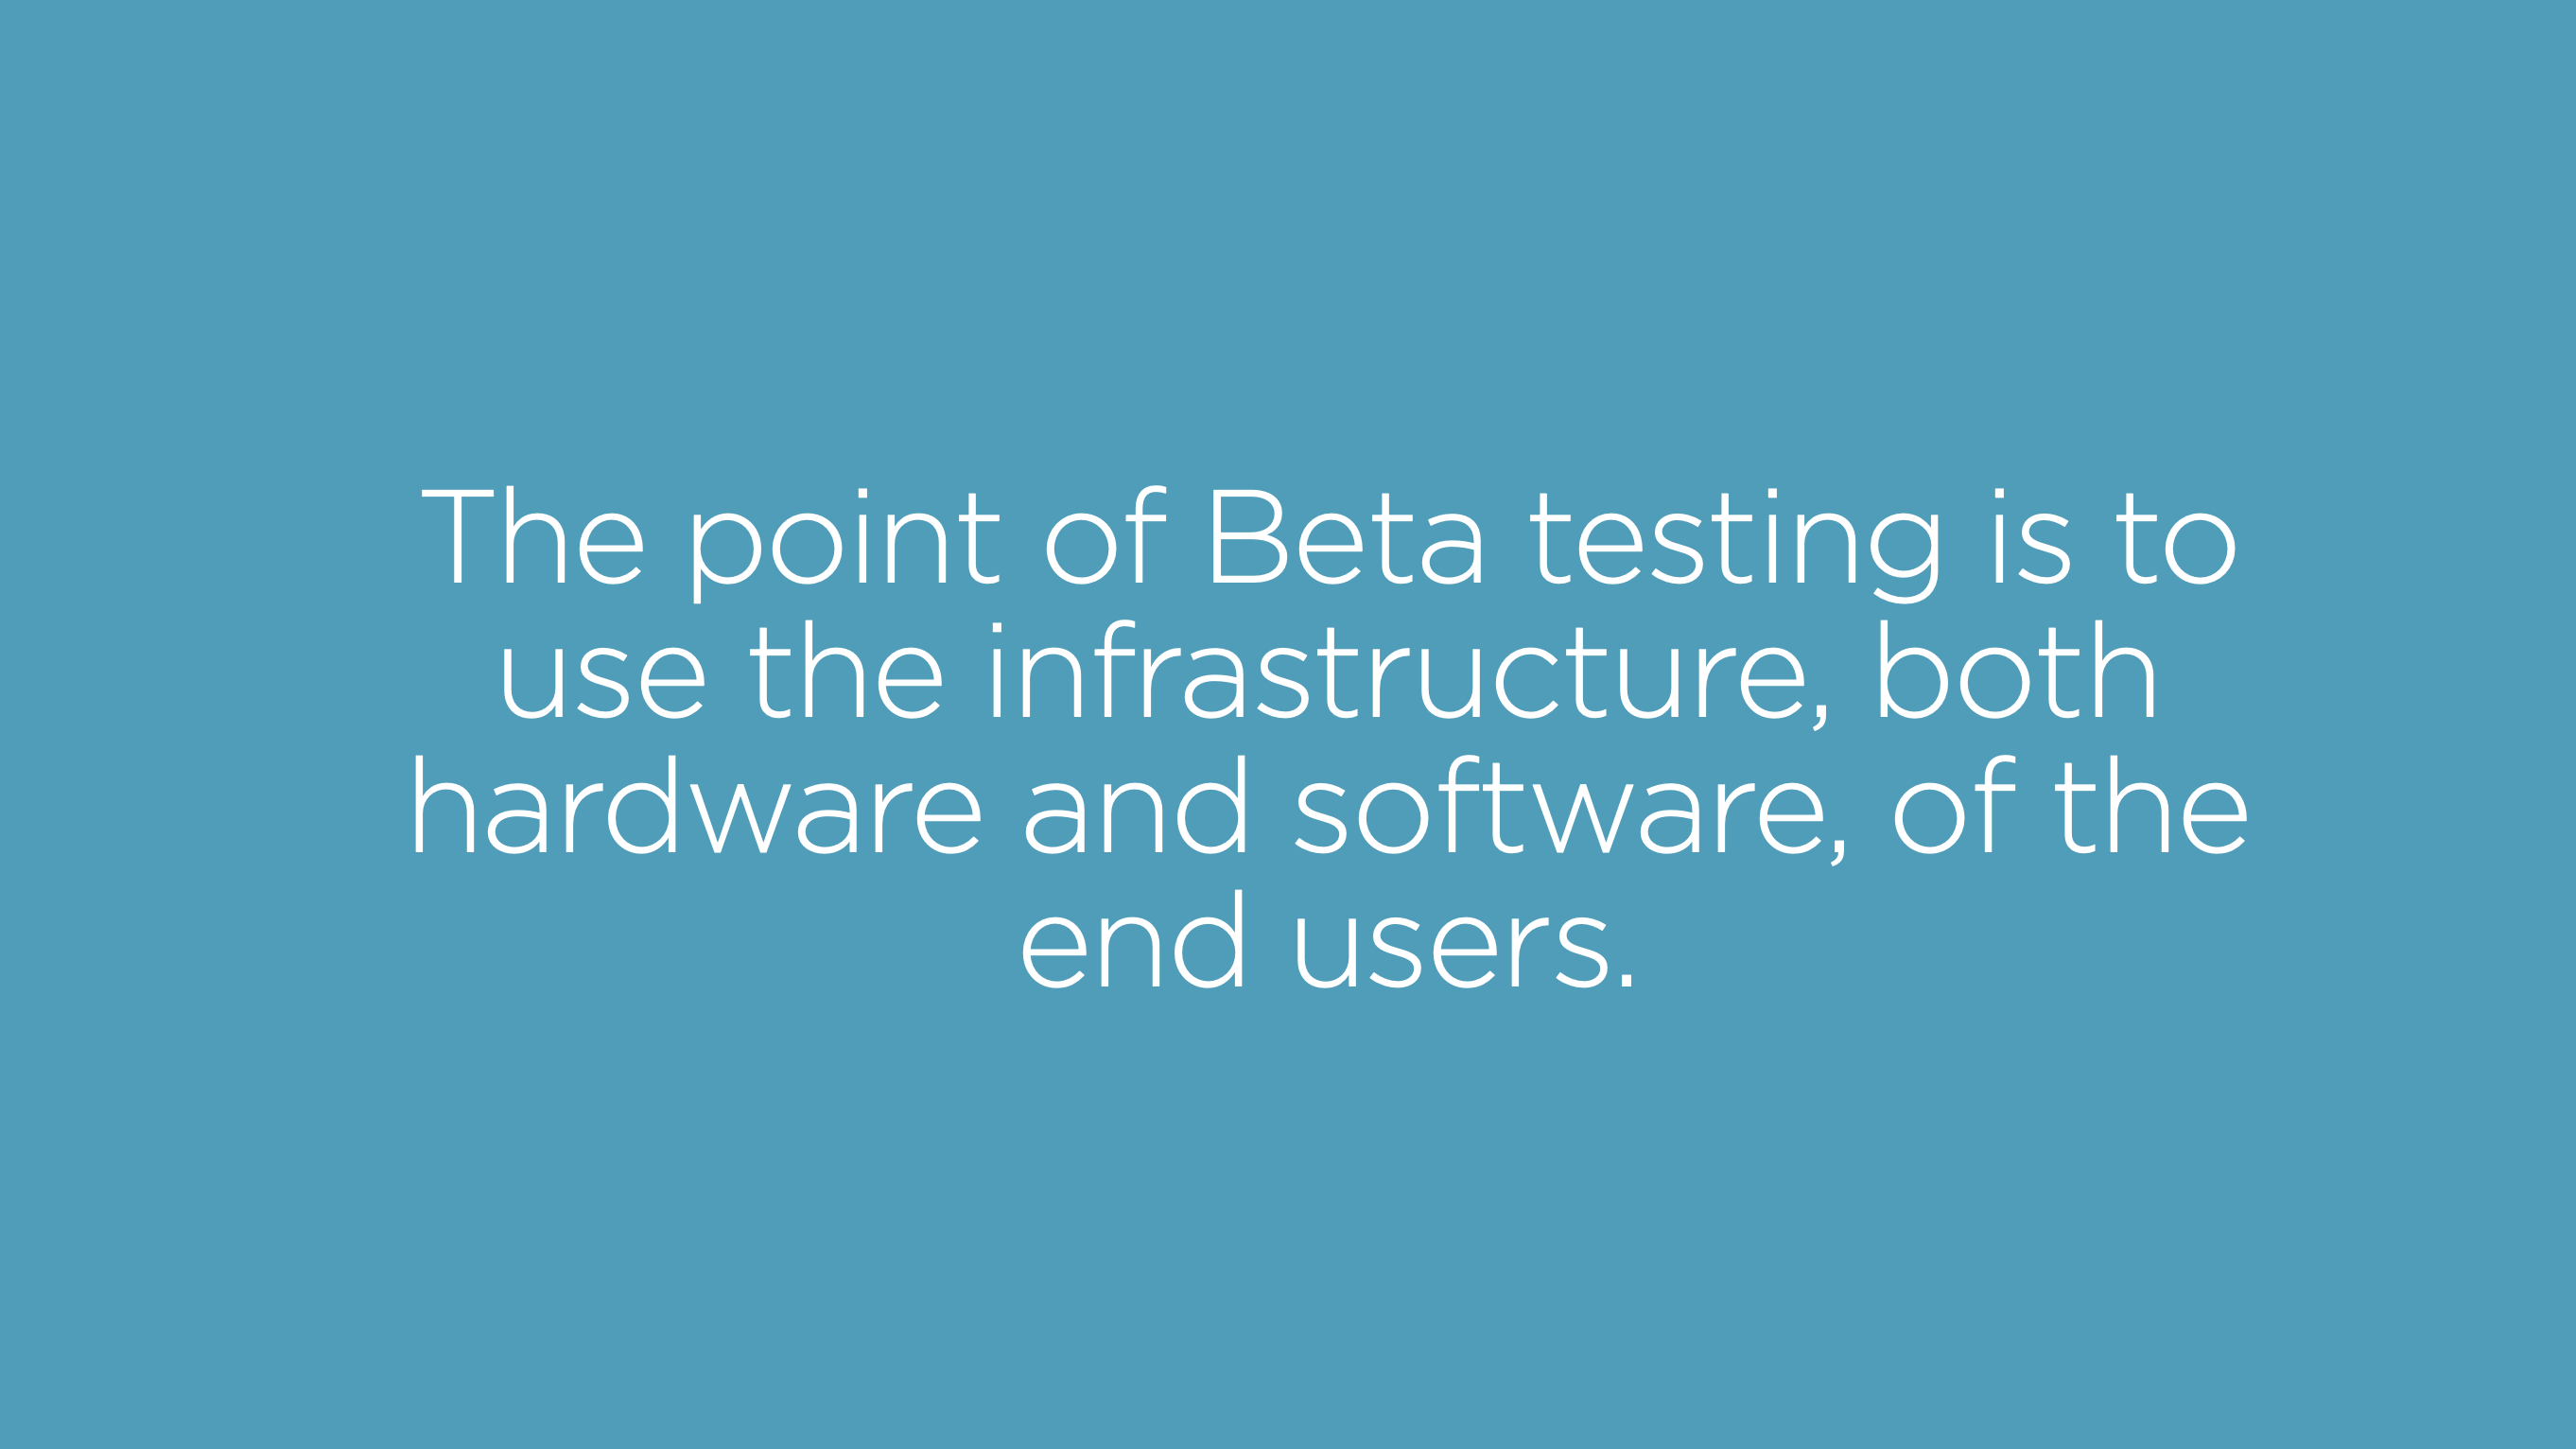 The point of Beta testing is to
use the infrastructure, both
hardware and software, of the
end users.